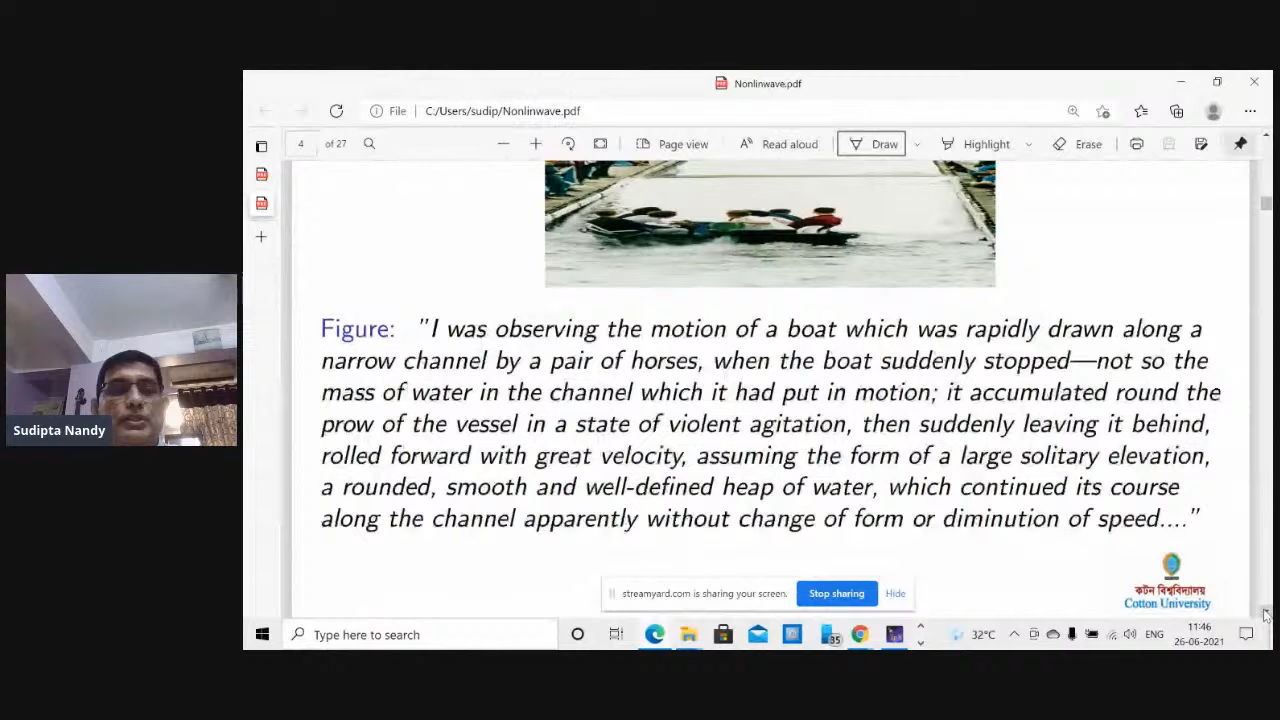 Nonlinwave.pdf
File C:/Users/sudip/Nonlinwave.pdf
4 of 27 Page view Read aloud Draw Highlight Erase
Figure: "I was observing the motion of a boat which was rapidly drawn along a
narrow channel by a pair of horses, when the boat suddenly stopped—not so the
mass of water in the channel which it had put in motion; it accumulated round the
prow of the vessel in a state of violent agitation, then suddenly leaving it behind,
rolled forward with great velocity, assuming the form of a large solitary elevation,
a rounded, smooth and well-defined heap of water, which continued its course
along the channel apparently without change of form or diminution of speed...."
Sudipta Nandy
streamyard.com is sharing your screen. Stop sharing Hide
কটন বিশ্ববিদ্যালয়
Cotton University
Type here to search 35 32°C ENG 11:46
26-06-2021